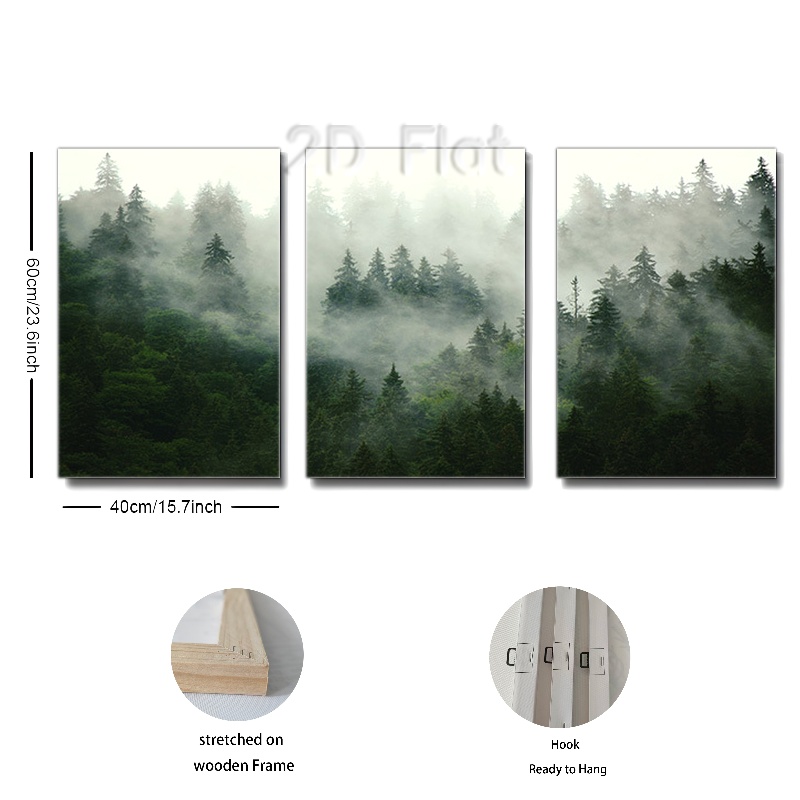 2D Flat
60cm/23.6inch
40cm/15.7inch
stretched on
wooden Frame
Hook
Ready to Hang